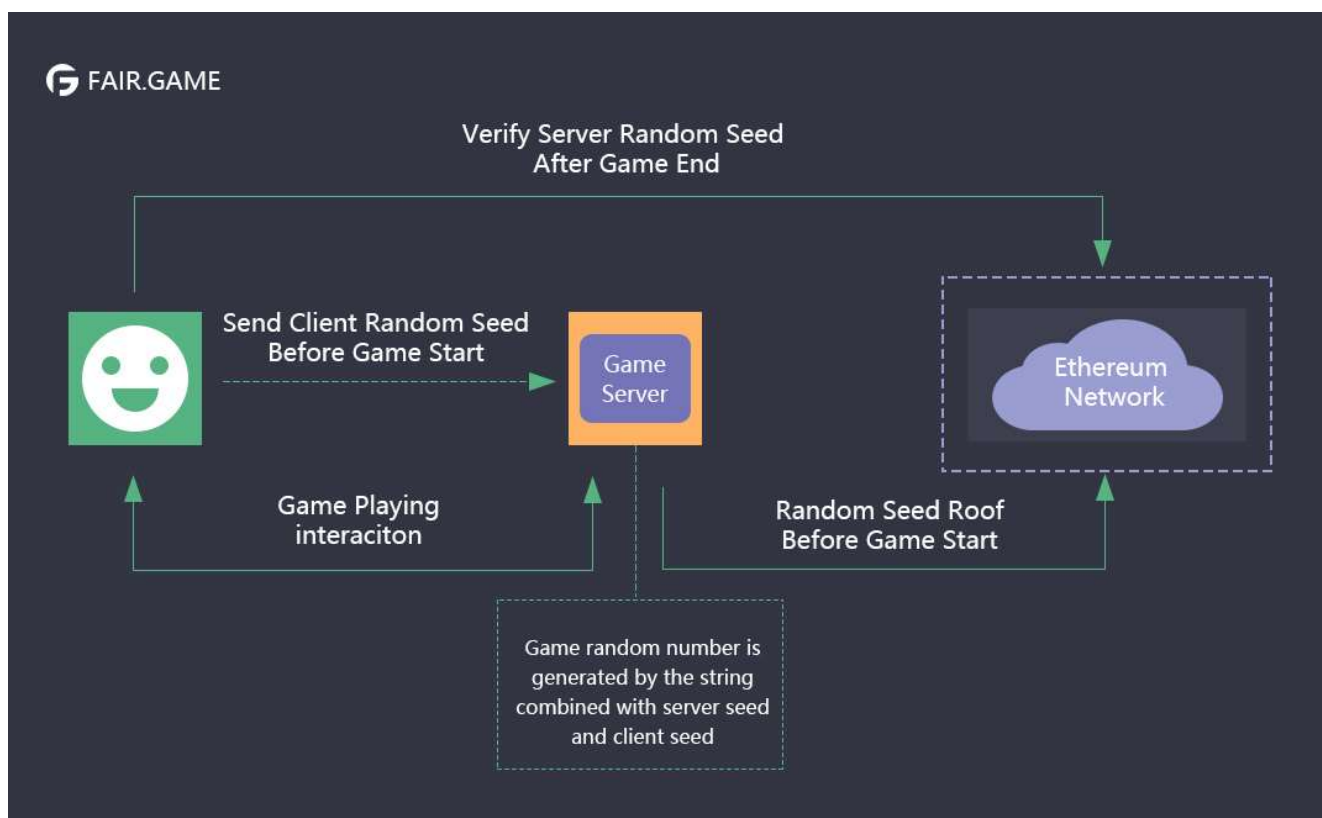 FAIR.GAME
Verify Server Random Seed
After Game End
Send Client Random Seed
Before Game Start
Game
Server
Ethereum
Network
Game Playing
interaciton
Random Seed Roof
Before Game Start
Game random number is
generated by the string
combined with server seed
and client seed